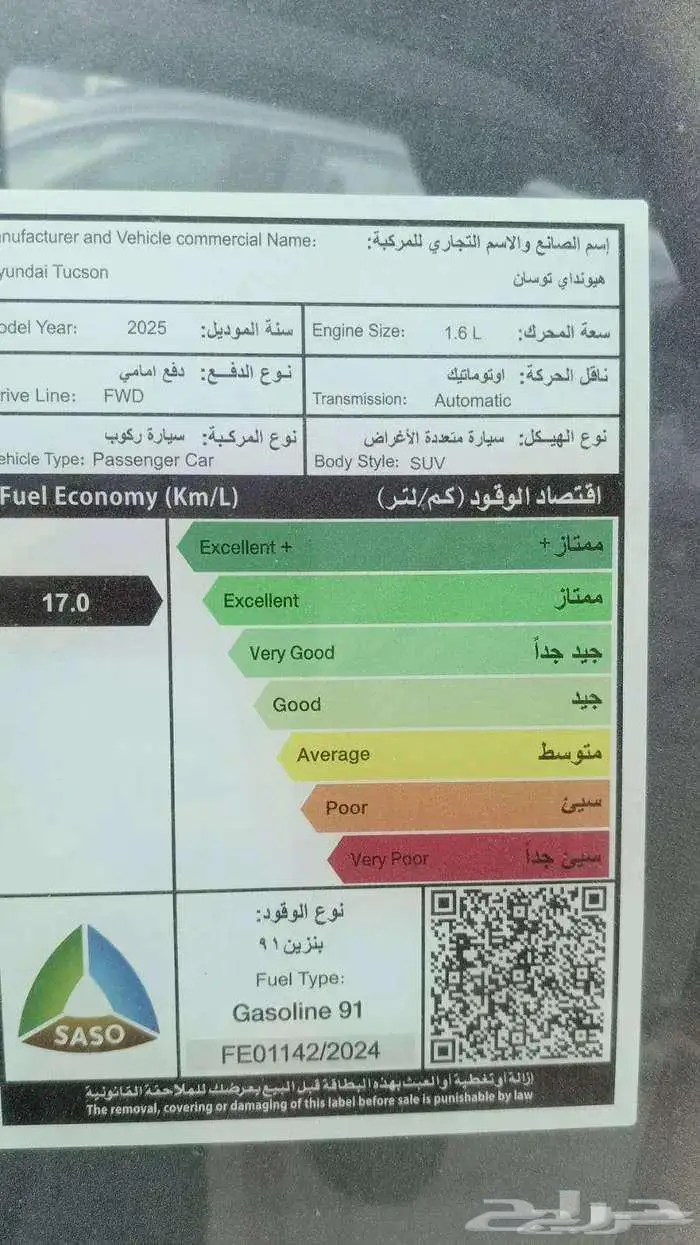 anufacturer and Vehicle commercial Name: إسم الصانع والاسم التجاري للمركبة:
yundai Tucson هيونداي توسان
odel Year: 2025 سنة الموديل: Engine Size: 1.6 L سعة المحرك:
نوع الدفع: دفع امامي ناقل الحركة: اوتوماتيك
rive Line: FWD Transmission: Automatic
نوع المركبة: سيارة ركوب نوع الهيكل: سيارة متعددة الأغراض
ehicle Type: Passenger Car Body Style: SUV
Fuel Economy (Km/L) اقتصاد الوقود (كم/لتر)
Excellent + ممتاز +
17.0 Excellent ممتاز
Very Good جيد جداً
Good جيد
Average متوسط
Poor سيئ
Very Poor سيئ جداً
نوع الوقود:
بنزين ٩١
Fuel Type:
Gasoline 91
SASO
FE01142/2024
إزالة أو تغطية أو العبث بهذه البطاقة قبل البيع يعرضك للملاحقة القانونية
The removal, covering or damaging of this label before sale is punishable by law
حراج